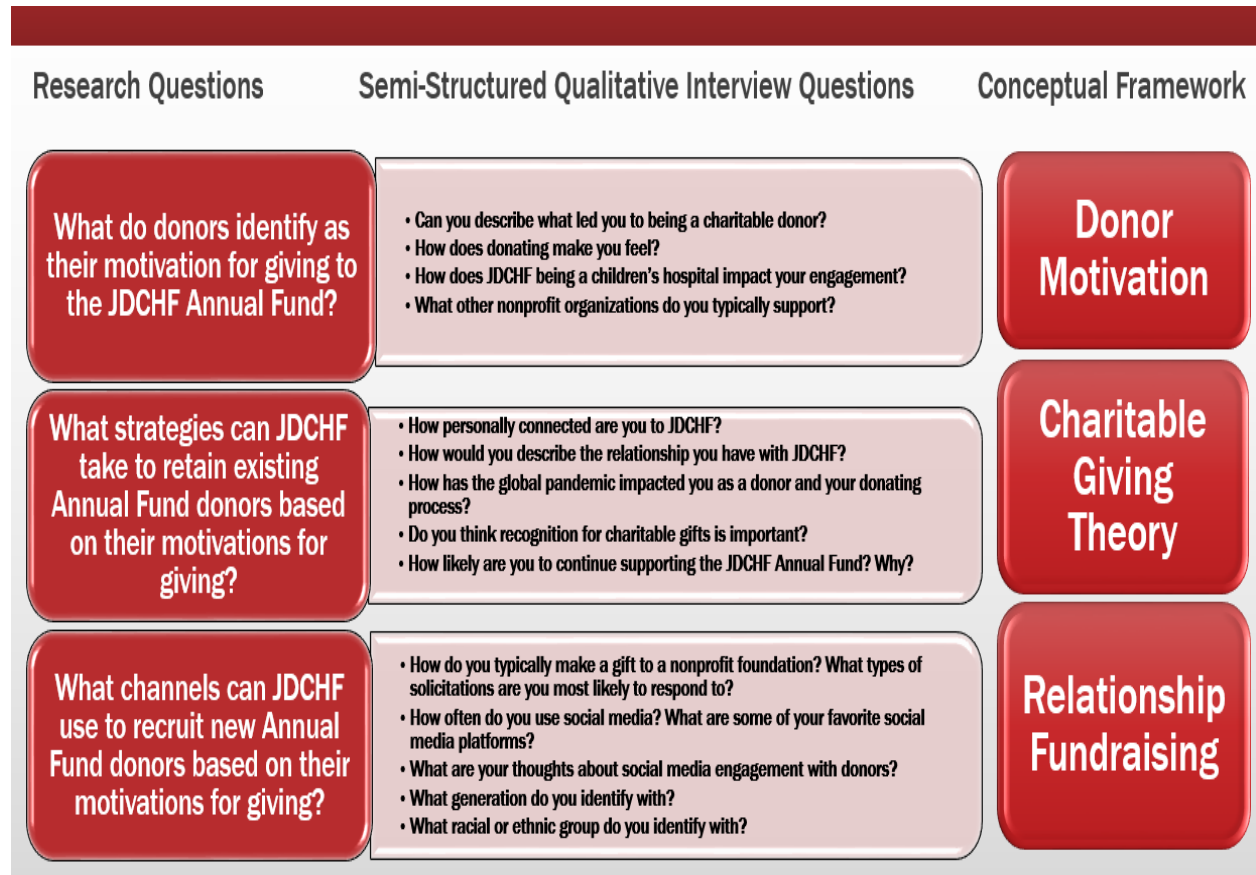 Research Questions
Semi-Structured Qualitative Interview Questions
Conceptual Framework
What do donors identify as
their motivation for giving to
the JDCHF Annual Fund?
• Can you describe what led you to being a charitable donor?
• How does donating make you feel?
• How does JDCHF being a children's hospital impact your engagement?
• What other nonprofit organizations do you typically support?
Donor
Motivation
What strategies can JDCHF
take to retain existing
Annual Fund donors based
on their motivations for
giving?
• How personally connected are you to JDCHF?
• How would you describe the relationship you have with JDCHF?
• How has the global pandemic impacted you as a donor and your donating
process?
• Do you think recognition for charitable gifts is important?
• How likely are you to continue supporting the JDCHF Annual Fund? Why?
Charitable
Giving
Theory
What channels can JDCHF
use to recruit new Annual
Fund donors based on their
motivations for giving?
• How do you typically make a gift to a nonprofit foundation? What types of
solicitations are you most likely to respond to?
• How often do you use social media? What are some of your favorite social
media platforms?
• What are your thoughts about social media engagement with donors?
• What generation do you identify with?
• What racial or ethnic group do you identify with?
Relationship
Fundraising